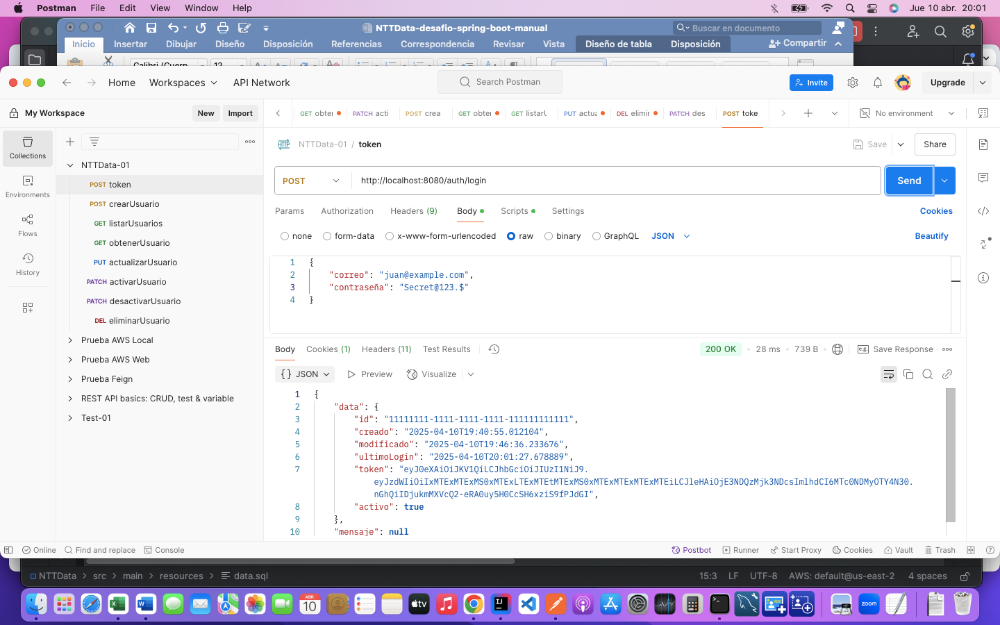 Postman File Edit View Window Help Jue 10 abr. 20:01
NTTData-desafio-spring-boot-manual Buscar en documento
Inicio Insertar Dibujar Diseño Disposición Referencias Correspondencia Revisar Vista Diseño de tabla Disposición Compartir
Calibri (Cuerp 12
Home Workspaces API Network Search Postman Invite Upgrade
My Workspace New Import
GET obter PATCH acti POST crea GET obter GET listarU PUT actua DEL elimin PATCH des POST toke No environment
Collections
Environments
Flows
History
NTTData-01
POST token
POST crearUsuario
GET listarUsuarios
GET obtenerUsuario
PUT actualizarUsuario
PATCH activarUsuario
PATCH desactivarUsuario
DEL eliminarUsuario
Prueba AWS Local
Prueba AWS Web
Prueba Feign
REST API basics: CRUD, test & variable
Test-01
HTTP NTTData-01 / token Save Share
POST http://localhost:8080/auth/login Send
Params Authorization Headers (9) Body Scripts Settings Cookies
none form-data x-www-form-urlencoded raw binary GraphQL JSON Beautify
1 {
2 "correo": "juan@example.com",
3 "contraseña": "Secret@123.$"
4 }
Body Cookies (1) Headers (11) Test Results 200 OK 28 ms 739 B Save Response
{ } JSON Preview Visualize
1 {
2 "data": {
3 "id": "11111111-1111-1111-1111-111111111111",
4 "creado": "2025-04-10T19:40:55.012104",
5 "modificado": "2025-04-10T19:46:36.233676",
6 "ultimoLogin": "2025-04-10T20:01:27.678889",
7 "token": "eyJ0eXAiOiJKV1QiLCJhbGciOiJIUzI1NiJ9.
eyJzdWIiOiIxMTExMTExMS0xMTExLTExMTEtMTExMS0xMTExMTExMTExMTEiLCJleHAiOjE3NDQzMjk3NDcsImlhdCI6MTc0NDMyOTY4N30.
nGhQiIDjukmMXVcQ2-eRA0uy5H0CcSH6xziS9fPJdGI",
8 "activo": true
9 },
10 "mensaje": null
Online Find and replace Console Postbot Runner Start Proxy Cookies Vault Trash
NTTData > src > main > resources > data.sql 15:3 LF UTF-8 AWS: default@us-east-2 4 spaces
ABR.
10
tv
zoom